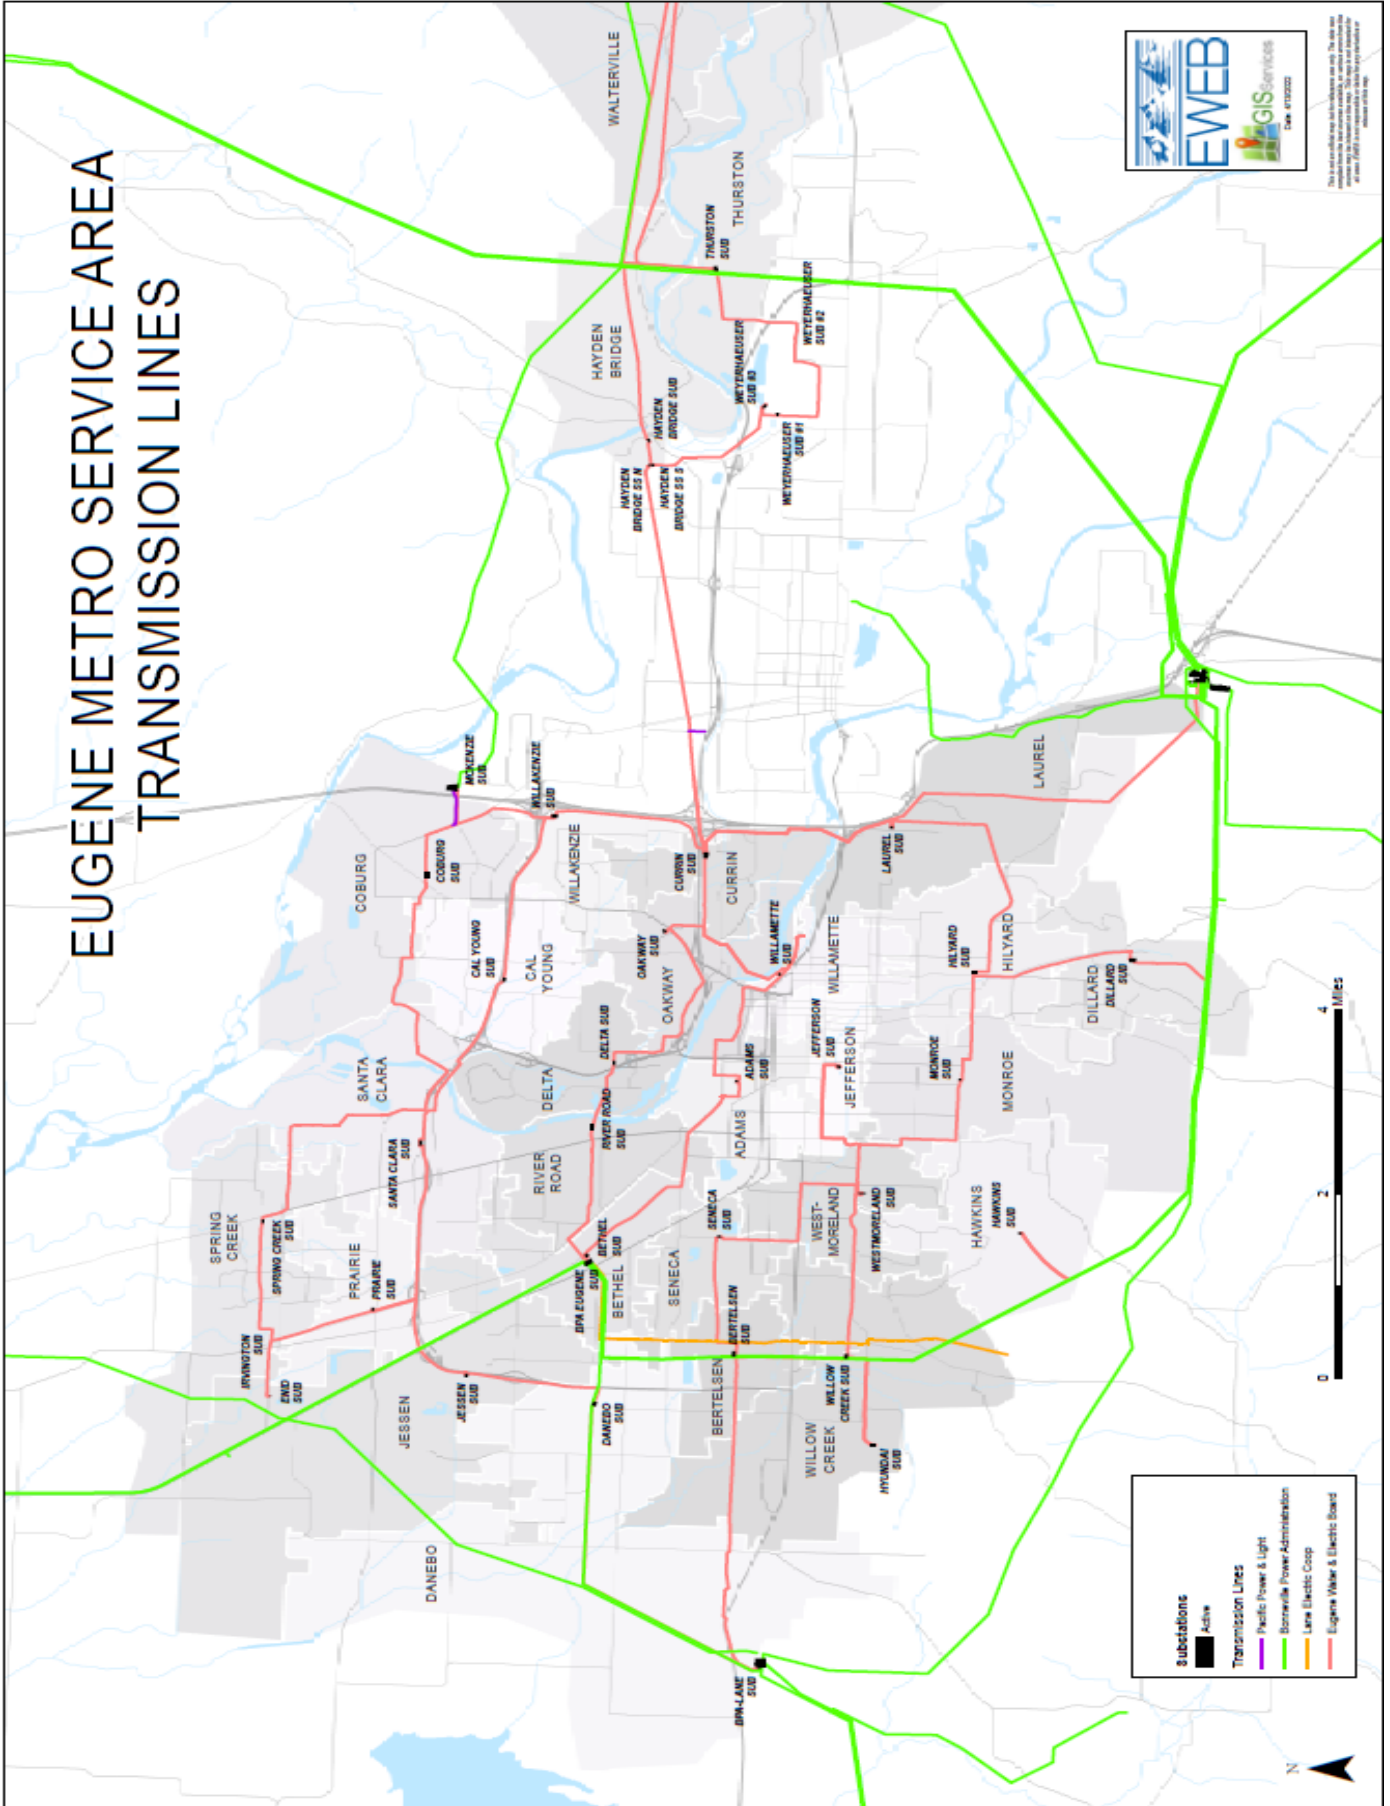 EUGENE METRO SERVICE AREA
TRANSMISSION LINES
WALTERVILLE
THURSTON
THURSTON
SUB
HAYDEN
BRIDGE
WEYERHAEUSER
SUB #2
WEYERHAEUSER
SUB #3
WEYERHAEUSER
SUB #1
HAYDEN
BRIDGE SUB
HAYDEN
BRIDGE SS N
HAYDEN
BRIDGE SS S
MCKENZIE
SUB
WILLAKENZIE
SUB
WILLAKENZIE
COBURG
COBURG
SUB
CURRIN
SUB
CURRIN
LAUREL
LAUREL
SUB
CAL YOUNG
SUB
CAL
YOUNG
OAKWAY
SUB
OAKWAY
WILLAMETTE
SUB
WILLAMETTE
HILYARD
SUB
HILYARD
DILLARD
DILLARD
SUB
SANTA
CLARA
SANTA CLARA
SUB
DELTA SUB
DELTA
ADAMS
SUB
ADAMS
JEFFERSON
SUB
JEFFERSON
MONROE
SUB
MONROE
RIVER ROAD
SUB
RIVER
ROAD
SPRING
CREEK
SPRING CREEK
SUB
PRAIRIE
PRAIRIE
SUB
BETHEL
SUB
BETHEL
BPA EUGENE
SUB
SENECA
SUB
SENECA
WEST-
MORELAND
WESTMORELAND
SUB
HAWKINS
HAWKINS
SUB
IRVINGTON
SUB
ENID
SUB
JESSEN
JESSEN
SUB
DANEBO
SUB
DANEBO
BERTELSEN
SUB
BERTELSEN
WILLOW
CREEK SUB
WILLOW
CREEK
HYUNDAI
SUB
BPA-LANE
SUB
EWEB
GIS Services
0 2 4 Miles
Substations
Active
Transmission Lines
Pacific Power & Light
Bonneville Power Administration
Lane Electric Coop
Eugene Water & Electric Board
N